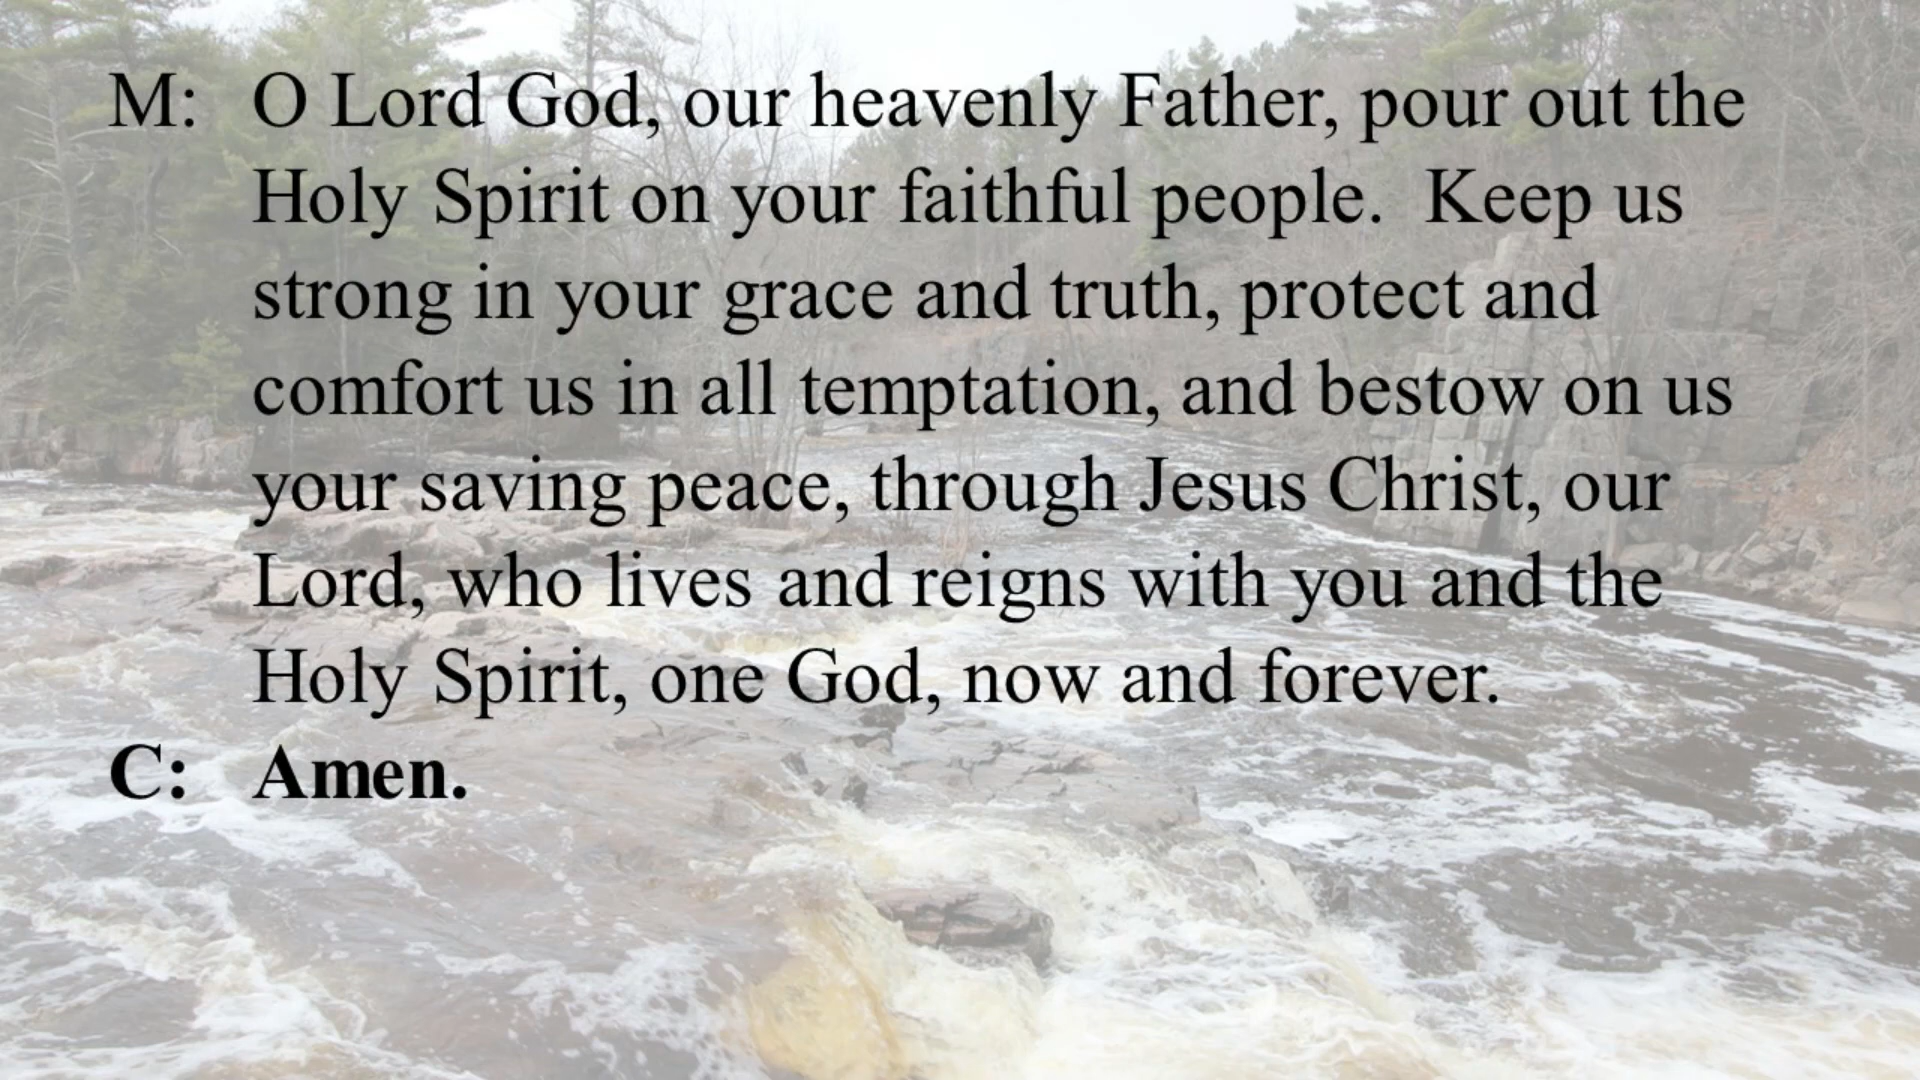 M: O Lord God, our heavenly Father, pour out the
Holy Spirit on your faithful people.  Keep us
strong in your grace and truth, protect and
comfort us in all temptation, and bestow on us
your saving peace, through Jesus Christ, our
Lord, who lives and reigns with you and the
Holy Spirit, one God, now and forever.
C: Amen.